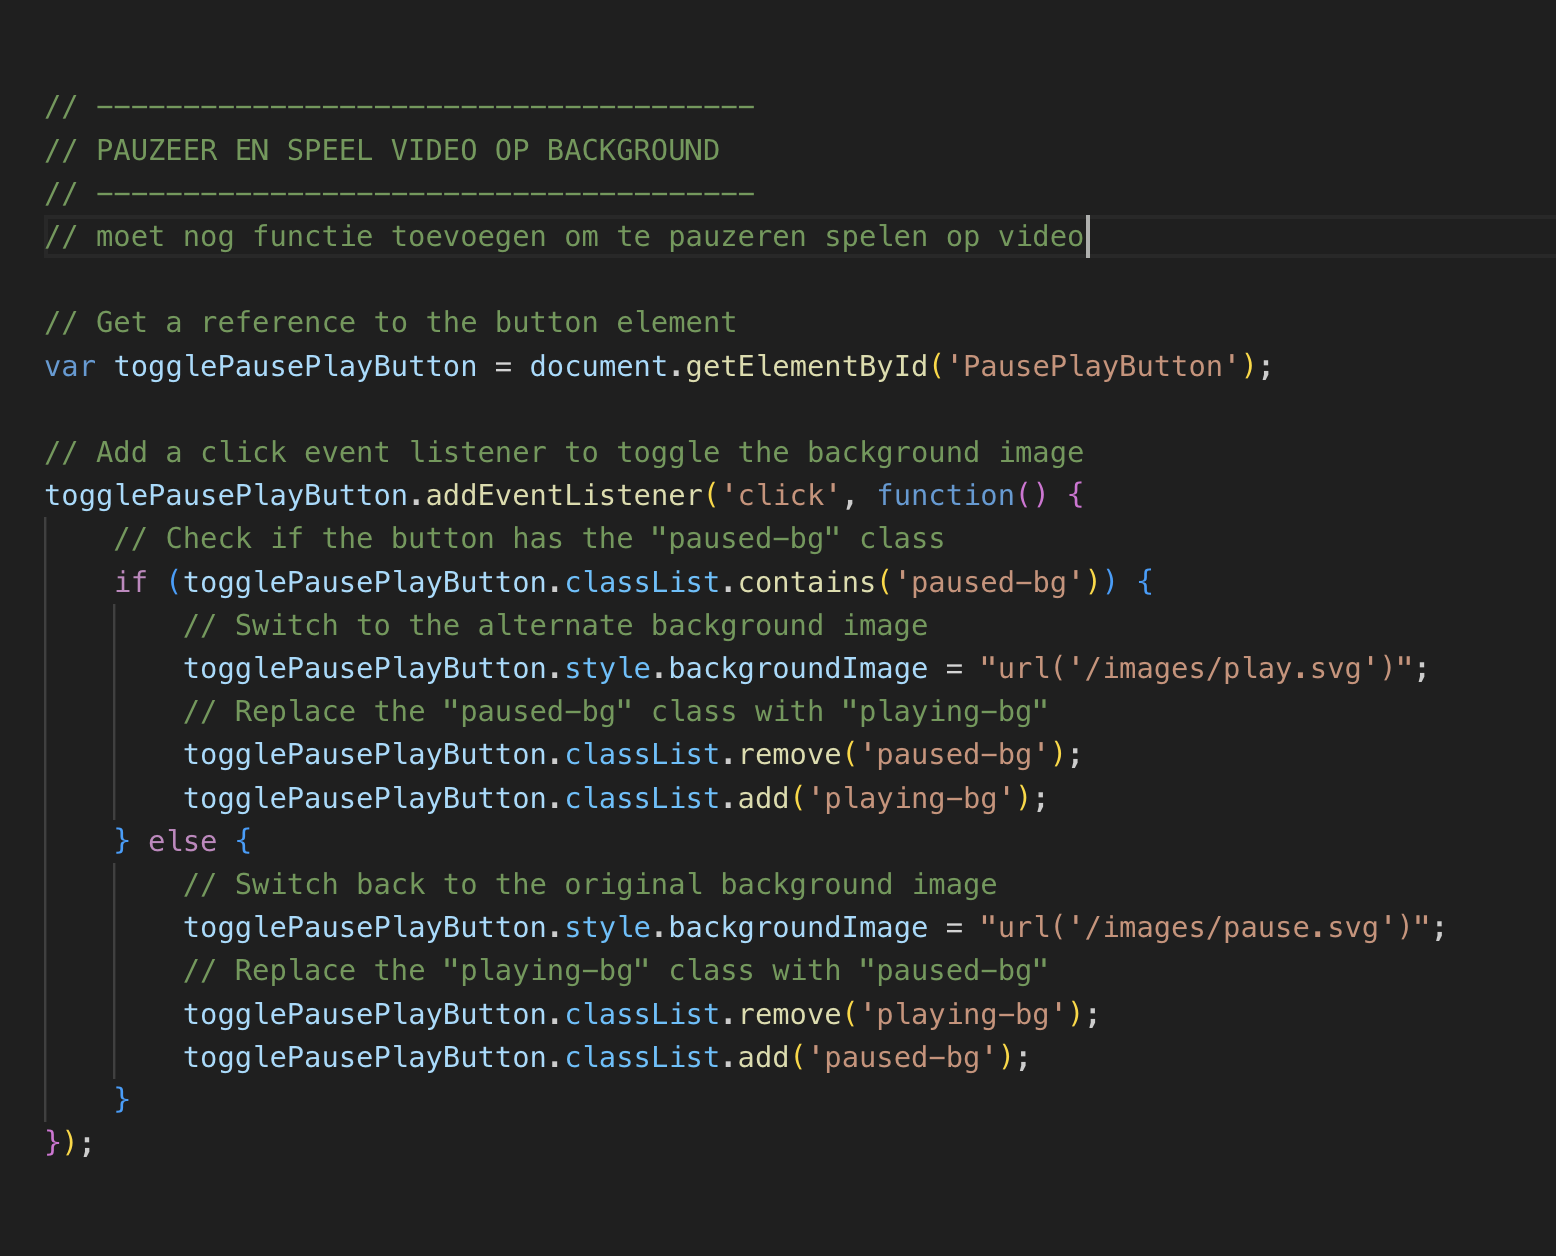 // --------------------------------------
// PAUZEER EN SPEEL VIDEO OP BACKGROUND
// --------------------------------------
// moet nog functie toevoegen om te pauzeren spelen op video
// Get a reference to the button element
var togglePausePlayButton = document.getElementById('PausePlayButton');
// Add a click event listener to toggle the background image
togglePausePlayButton.addEventListener('click', function() {
// Check if the button has the "paused-bg" class
if (togglePausePlayButton.classList.contains('paused-bg')) {
// Switch to the alternate background image
togglePausePlayButton.style.backgroundImage = "url('/images/play.svg')";
// Replace the "paused-bg" class with "playing-bg"
togglePausePlayButton.classList.remove('paused-bg');
togglePausePlayButton.classList.add('playing-bg');
} else {
// Switch back to the original background image
togglePausePlayButton.style.backgroundImage = "url('/images/pause.svg')";
// Replace the "playing-bg" class with "paused-bg"
togglePausePlayButton.classList.remove('playing-bg');
togglePausePlayButton.classList.add('paused-bg');
}
});